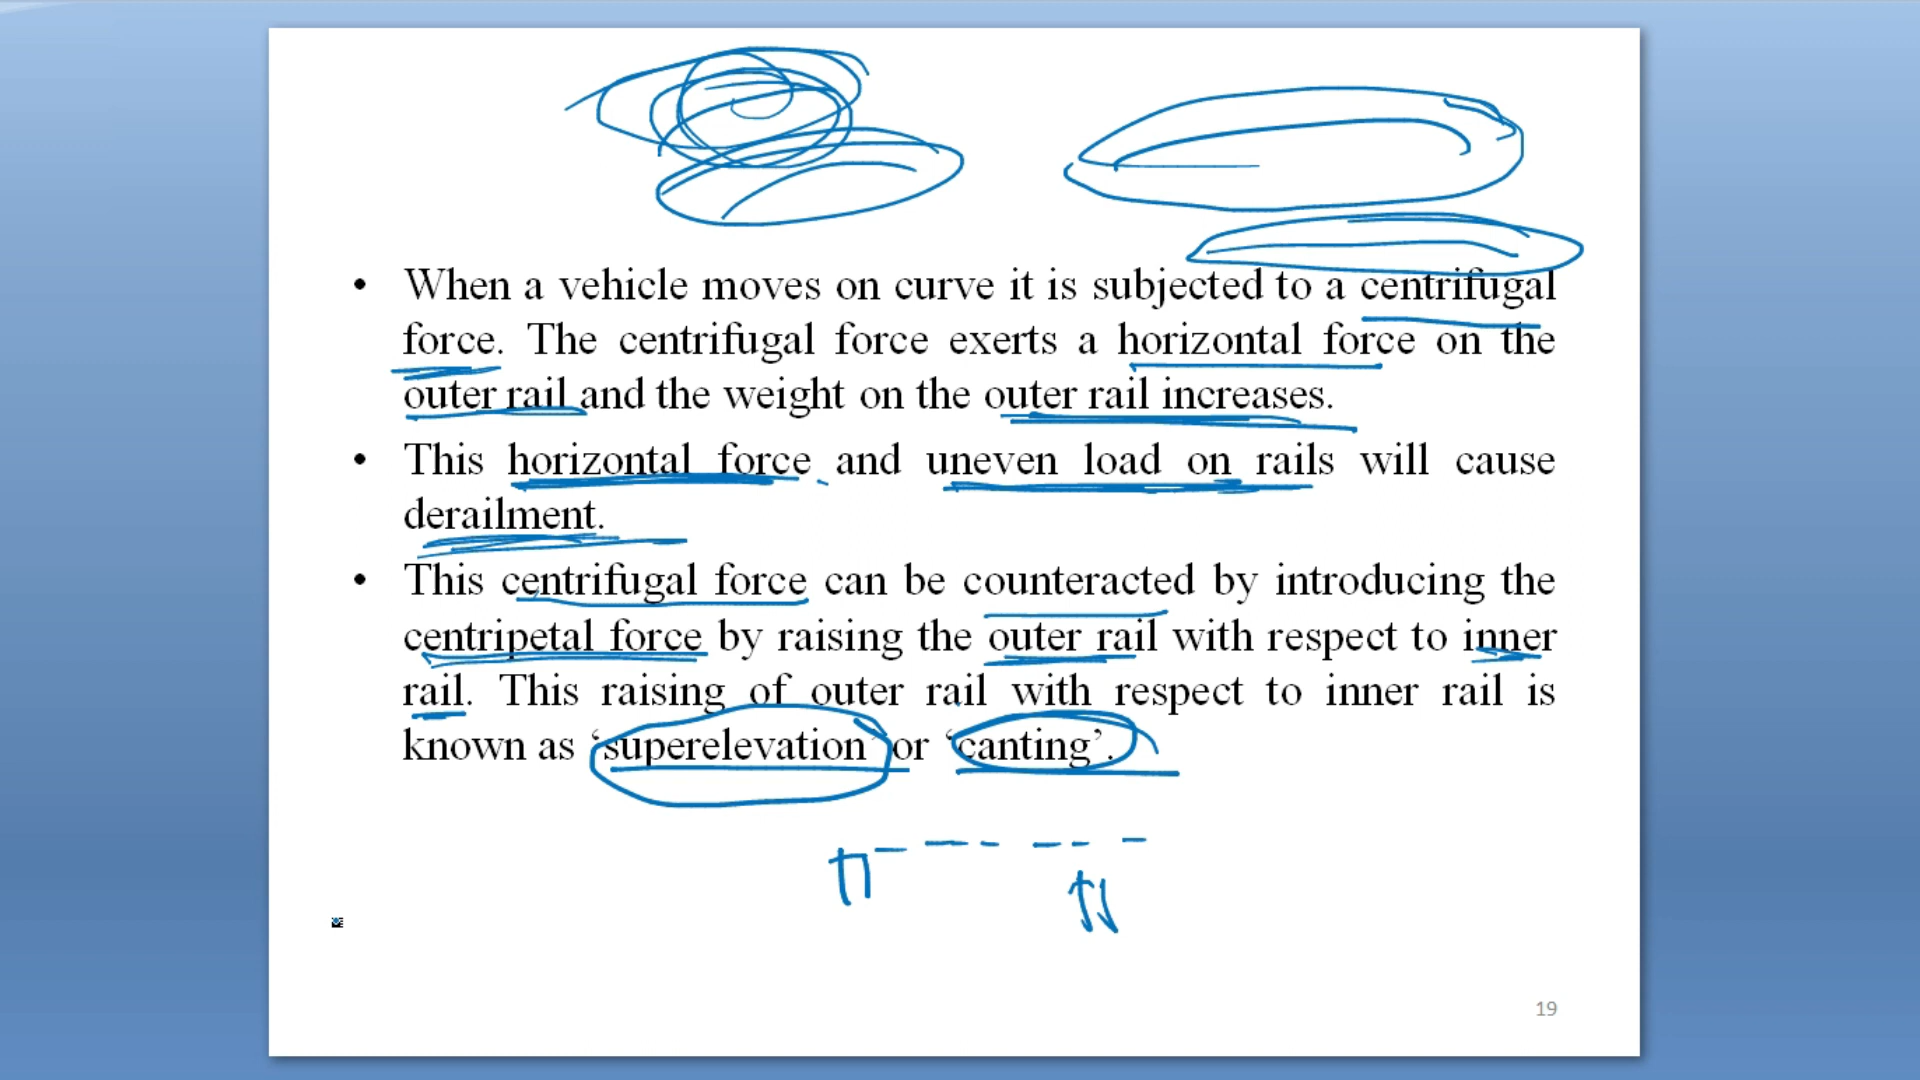 • When a vehicle moves on curve it is subjected to a centrifugal
force. The centrifugal force exerts a horizontal force on the
outer rail and the weight on the outer rail increases.
• This horizontal force and uneven load on rails will cause
derailment.
• This centrifugal force can be counteracted by introducing the
centripetal force by raising the outer rail with respect to inner
rail. This raising of outer rail with respect to inner rail is
known as ‘superelevation’ or ‘canting’.
19